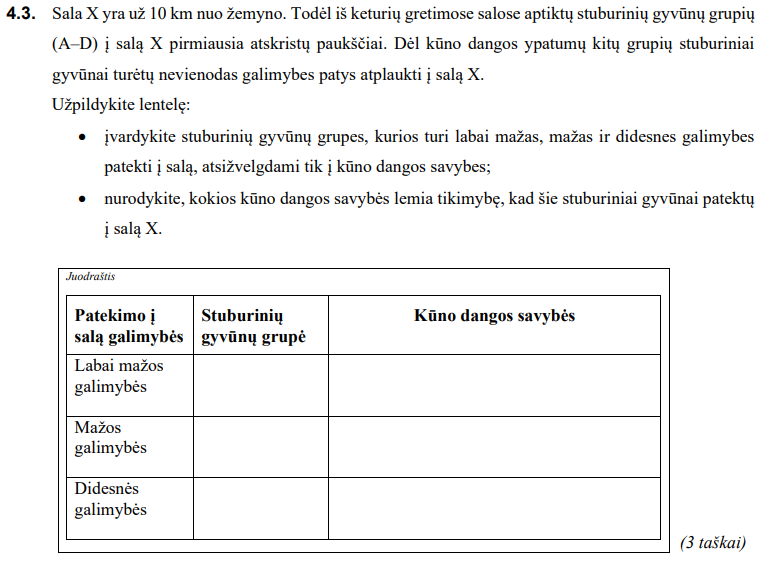 4.3. Sala X yra už 10 km nuo žemyno. Todėl iš keturių gretimose salose aptiktų stuburinių gyvūnų grupių
(A–D) į salą X pirmiausia atskristų paukščiai. Dėl kūno dangos ypatumų kitų grupių stuburiniai
gyvūnai turėtų nevienodas galimybes patys atplaukti į salą X.
Užpildykite lentelę:
• įvardykite stuburinių gyvūnų grupes, kurios turi labai mažas, mažas ir didesnes galimybes
patekti į salą, atsižvelgdami tik į kūno dangos savybes;
• nurodykite, kokios kūno dangos savybės lemia tikimybę, kad šie stuburiniai gyvūnai patektų
į salą X.
Juodraštis
Patekimo į
salą galimybės
Stuburinių
gyvūnų grupė
Kūno dangos savybės
Labai mažos
galimybės
Mažos
galimybės
Didesnės
galimybės
(3 taškai)